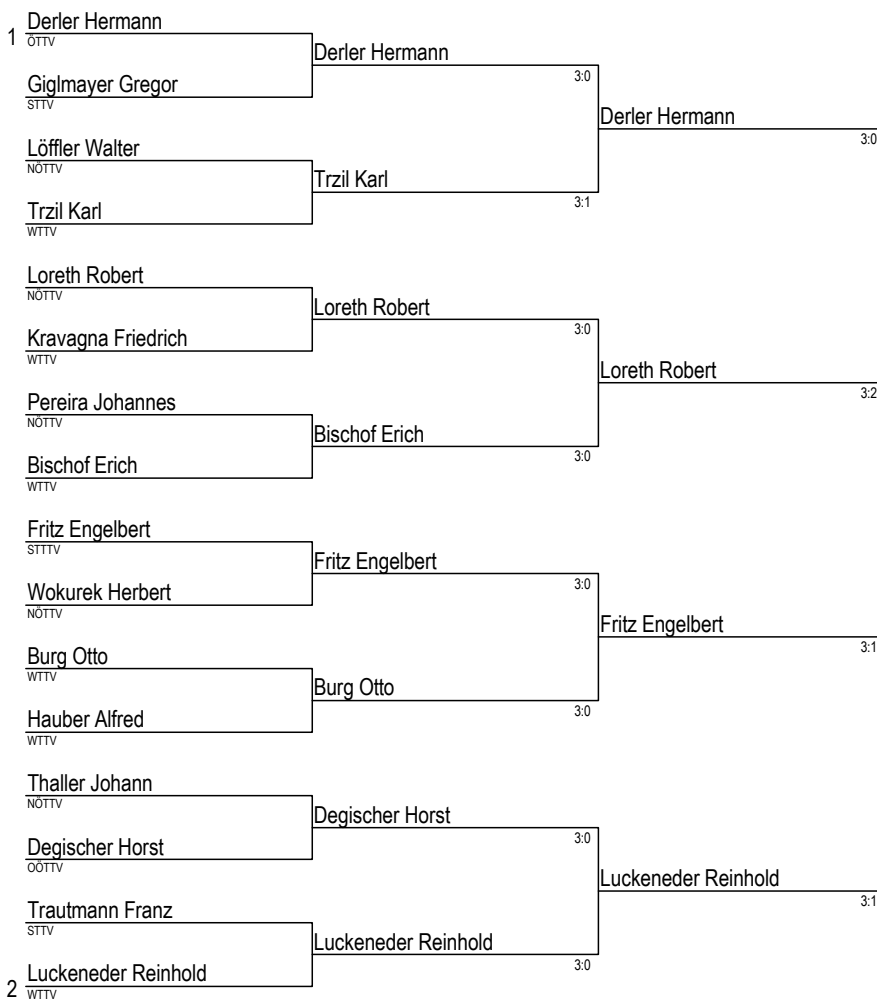 Derler Hermann
1
ÖTTV
Derler Hermann
3:0
Giglmayer Gregor
STTV
Derler Hermann
3:0
Löffler Walter
NÖTTV
Trzil Karl
3:1
Trzil Karl
WTTV
Loreth Robert
NÖTTV
Loreth Robert
3:0
Kravagna Friedrich
WTTV
Loreth Robert
3:2
Pereira Johannes
NÖTTV
Bischof Erich
3:0
Bischof Erich
WTTV
Fritz Engelbert
STTTV
Fritz Engelbert
3:0
Wokurek Herbert
NÖTTV
Fritz Engelbert
3:1
Burg Otto
WTTV
Burg Otto
3:0
Hauber Alfred
WTTV
Thaller Johann
NÖTTV
Degischer Horst
3:0
Degischer Horst
OÖTTV
Luckeneder Reinhold
3:1
Trautmann Franz
STTV
Luckeneder Reinhold
3:0
Luckeneder Reinhold
2
WTTV